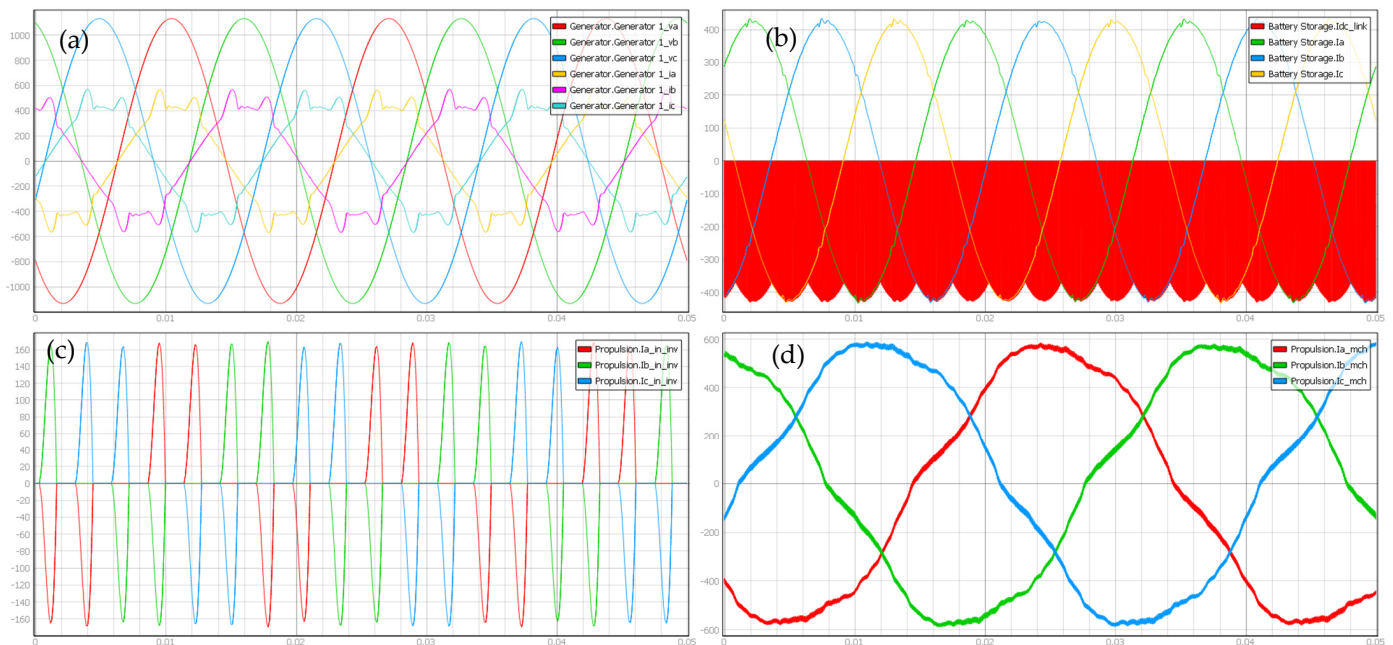 (a)
Generator.Generator 1_va
Generator.Generator 1_vb
Generator.Generator 1_vc
Generator.Generator 1_ia
Generator.Generator 1_ib
Generator.Generator 1_ic
1000
800
600
400
200
0
-200
-400
-600
-800
-1000
0 0.01 0.02 0.03 0.04 0.05
(b)
Battery Storage.Idc_link
Battery Storage.Ia
Battery Storage.Ib
Battery Storage.Ic
400
300
200
100
0
-100
-200
-300
-400
0 0.01 0.02 0.03 0.04 0.05
(c)
Propulsion.Ia_in_inv
Propulsion.Ib_in_inv
Propulsion.Ic_in_inv
160
140
120
100
80
60
40
20
0
-20
-40
-60
-80
-100
-120
-140
-160
0 0.01 0.02 0.03 0.04 0.05
(d)
Propulsion.Ia_mch
Propulsion.Ib_mch
Propulsion.Ic_mch
600
400
200
0
-200
-400
-600
0 0.01 0.02 0.03 0.04 0.05